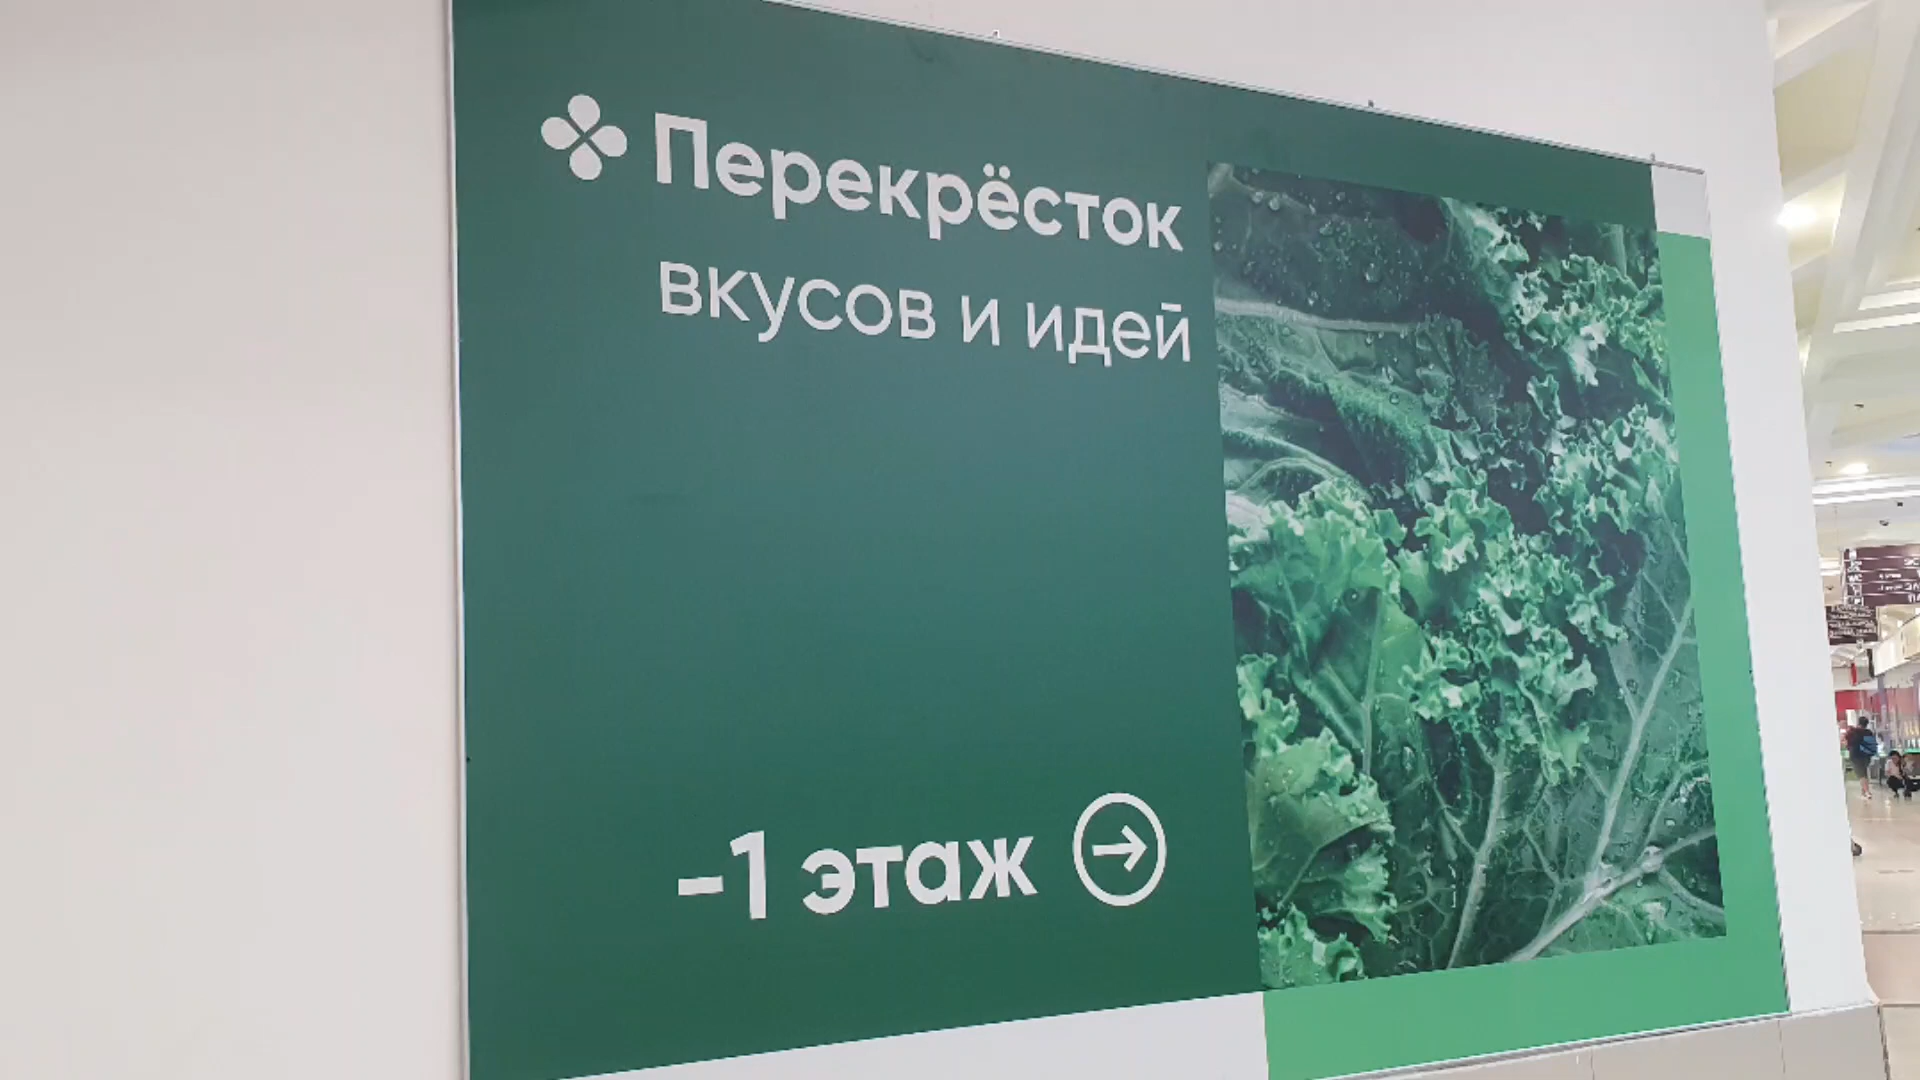 Перекрёсток
вкусов и идей
-1 этаж